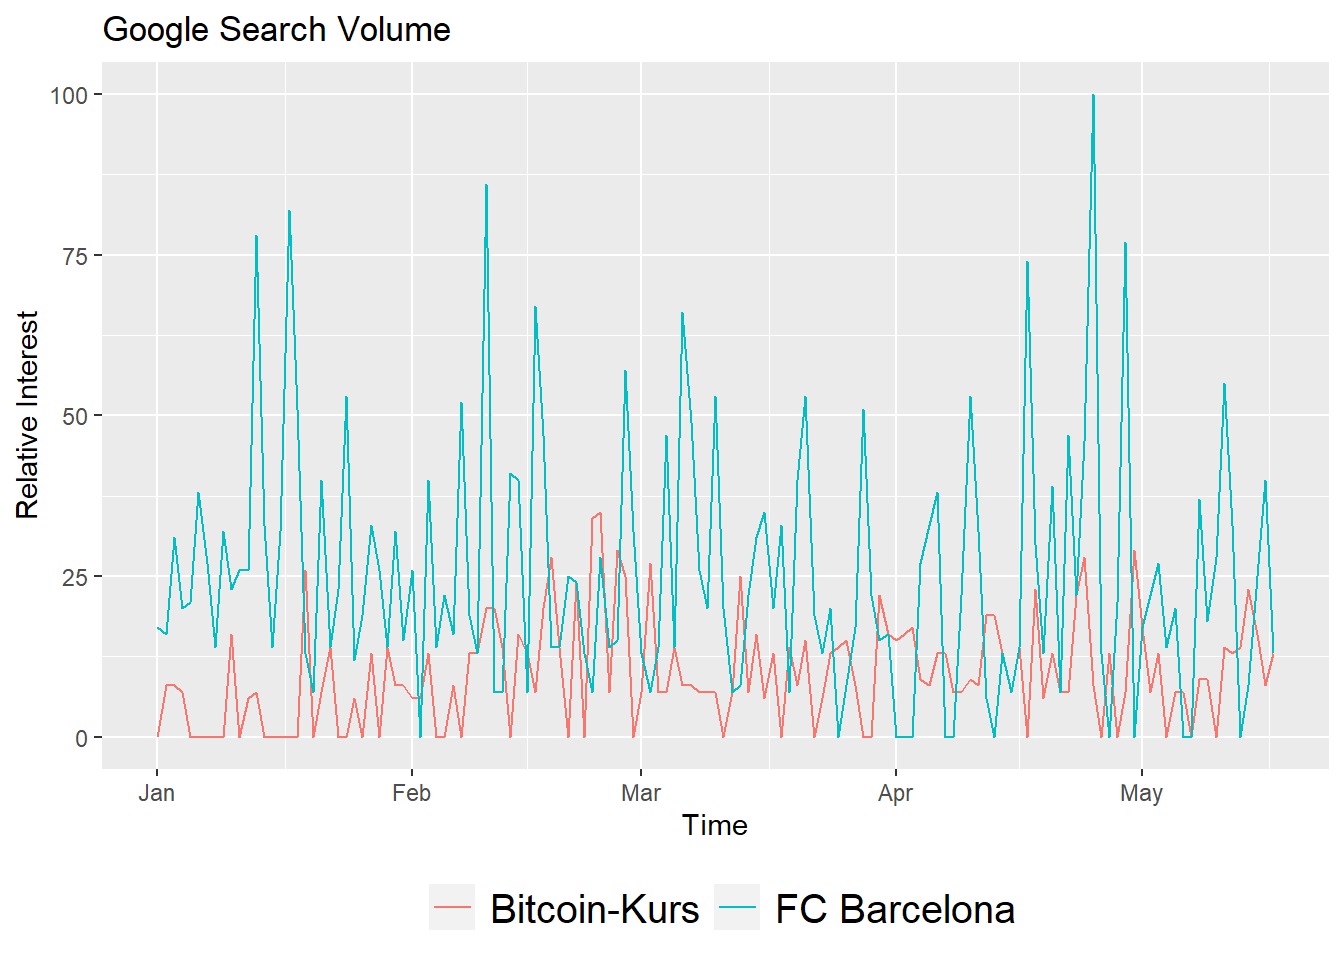 Google Search Volume
100
75
50
25
0
Relative Interest
Jan Feb Mar Apr May
Time
Bitcoin-Kurs FC Barcelona